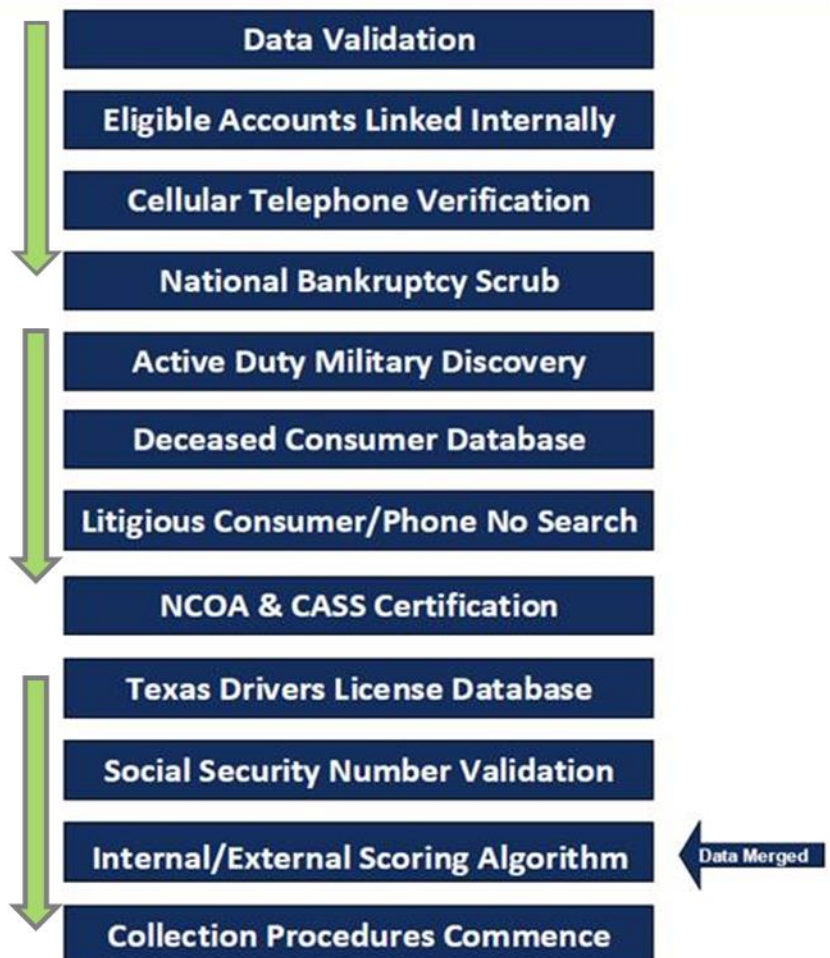 Data Validation
Eligible Accounts Linked Internally
Cellular Telephone Verification
National Bankruptcy Scrub
Active Duty Military Discovery
Deceased Consumer Database
Litigious Consumer/Phone No Search
NCOA & CASS Certification
Texas Drivers License Database
Social Security Number Validation
Internal/External Scoring Algorithm
Data Merged
Collection Procedures Commence